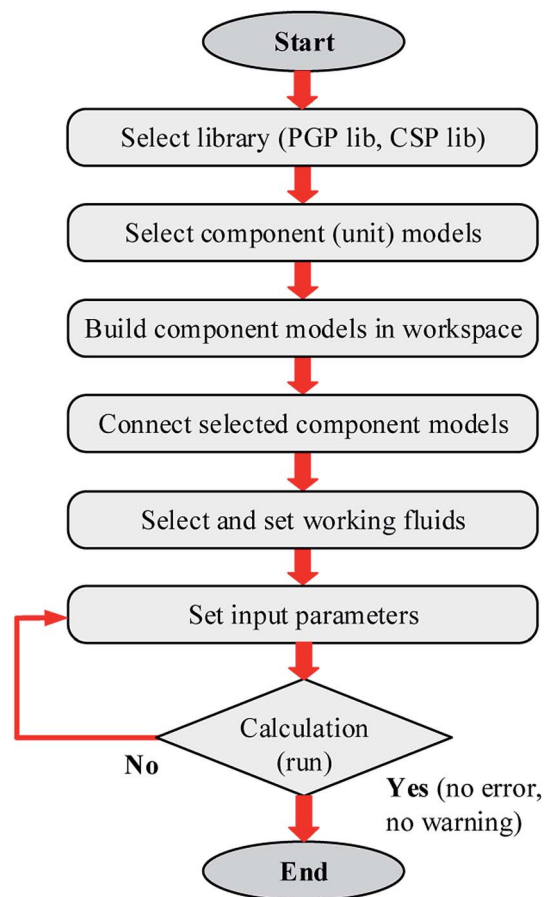 Start
Select library (PGP lib, CSP lib)
Select component (unit) models
Build component models in workspace
Connect selected component models
Select and set working fluids
Set input parameters
Calculation
(run)
No
Yes (no error,
no warning)
End